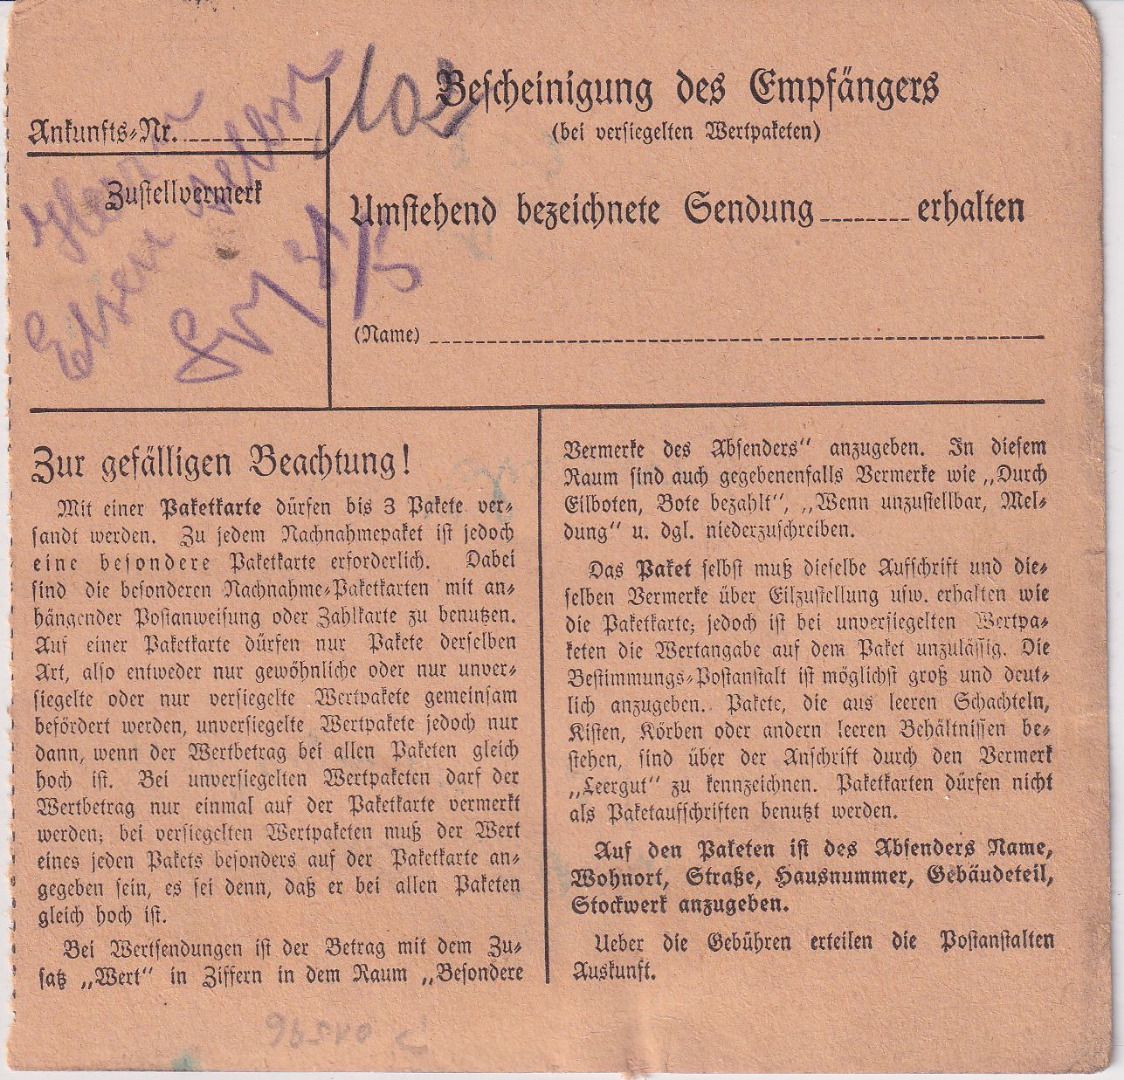 Ankunfts-Nr.
Zustellvermerk
Herrn
selbst
Bescheinigung des Empfängers
(bei versiegelten Wertpaketen)
Umstehend bezeichnete Sendung erhalten
(Name)
Zur gefälligen Beachtung!
Mit einer Paketkarte dürfen bis 3 Pakete ver-
sandt werden. Zu jedem Nachnahmepaket ist jedoch
eine besondere Paketkarte erforderlich. Dabei
sind die besonderen Nachnahme-Paketkarten mit an-
hängender Postanweisung oder Zahlkarte zu benutzen.
Auf einer Paketkarte dürfen nur Pakete derselben
Art, also entweder nur gewöhnliche oder nur unver-
siegelte oder nur versiegelte Wertpakete gemeinsam
befördert werden, unversiegelte Wertpakete jedoch nur
dann, wenn der Wertbetrag bei allen Paketen gleich
hoch ist. Bei unversiegelten Wertpaketen darf der
Wertbetrag nur einmal auf der Paketkarte vermerkt
werden; bei versiegelten Wertpaketen muß der Wert
eines jeden Pakets besonders auf der Paketkarte an-
gegeben sein, es sei denn, daß er bei allen Paketen
gleich hoch ist.
Bei Wertsendungen ist der Betrag mit dem Zu-
satz „Wert“ in Ziffern in dem Raum „Besondere
Vermerke des Absenders“ anzugeben. In diesem
Raum sind auch gegebenenfalls Vermerke wie „Durch
Eilboten, Bote bezahlt“, „Wenn unzustellbar, Mel-
dung“ u. dgl. niederzuschreiben.
Das Paket selbst muß dieselbe Aufschrift und die-
selben Vermerke über Eilzustellung usw. erhalten wie
die Paketkarte; jedoch ist bei unversiegelten Wertpa-
keten die Wertangabe auf dem Paket unzulässig. Die
Bestimmungs-Postanstalt ist möglichst groß und deut-
lich anzugeben. Pakete, die aus leeren Schachteln,
Kisten, Körben oder andern leeren Behältnissen be-
stehen, sind über der Anschrift durch den Vermerk
„Leergut“ zu kennzeichnen. Paketkarten dürfen nicht
als Paketaufschriften benutzt werden.
Auf den Paketen ist des Absenders Name,
Wohnort, Straße, Hausnummer, Gebäudeteil,
Stockwerk anzugeben.
Ueber die Gebühren erteilen die Postanstalten
Auskunft.